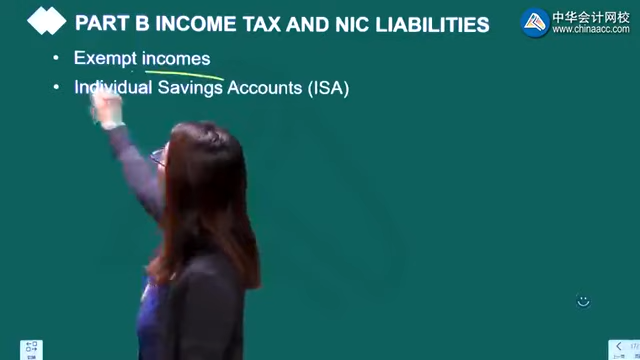 PART B INCOME TAX AND NIC LIABILITIES
中华会计网校
www.chinaacc.com
• Exempt incomes
• Individual Savings Accounts (ISA)